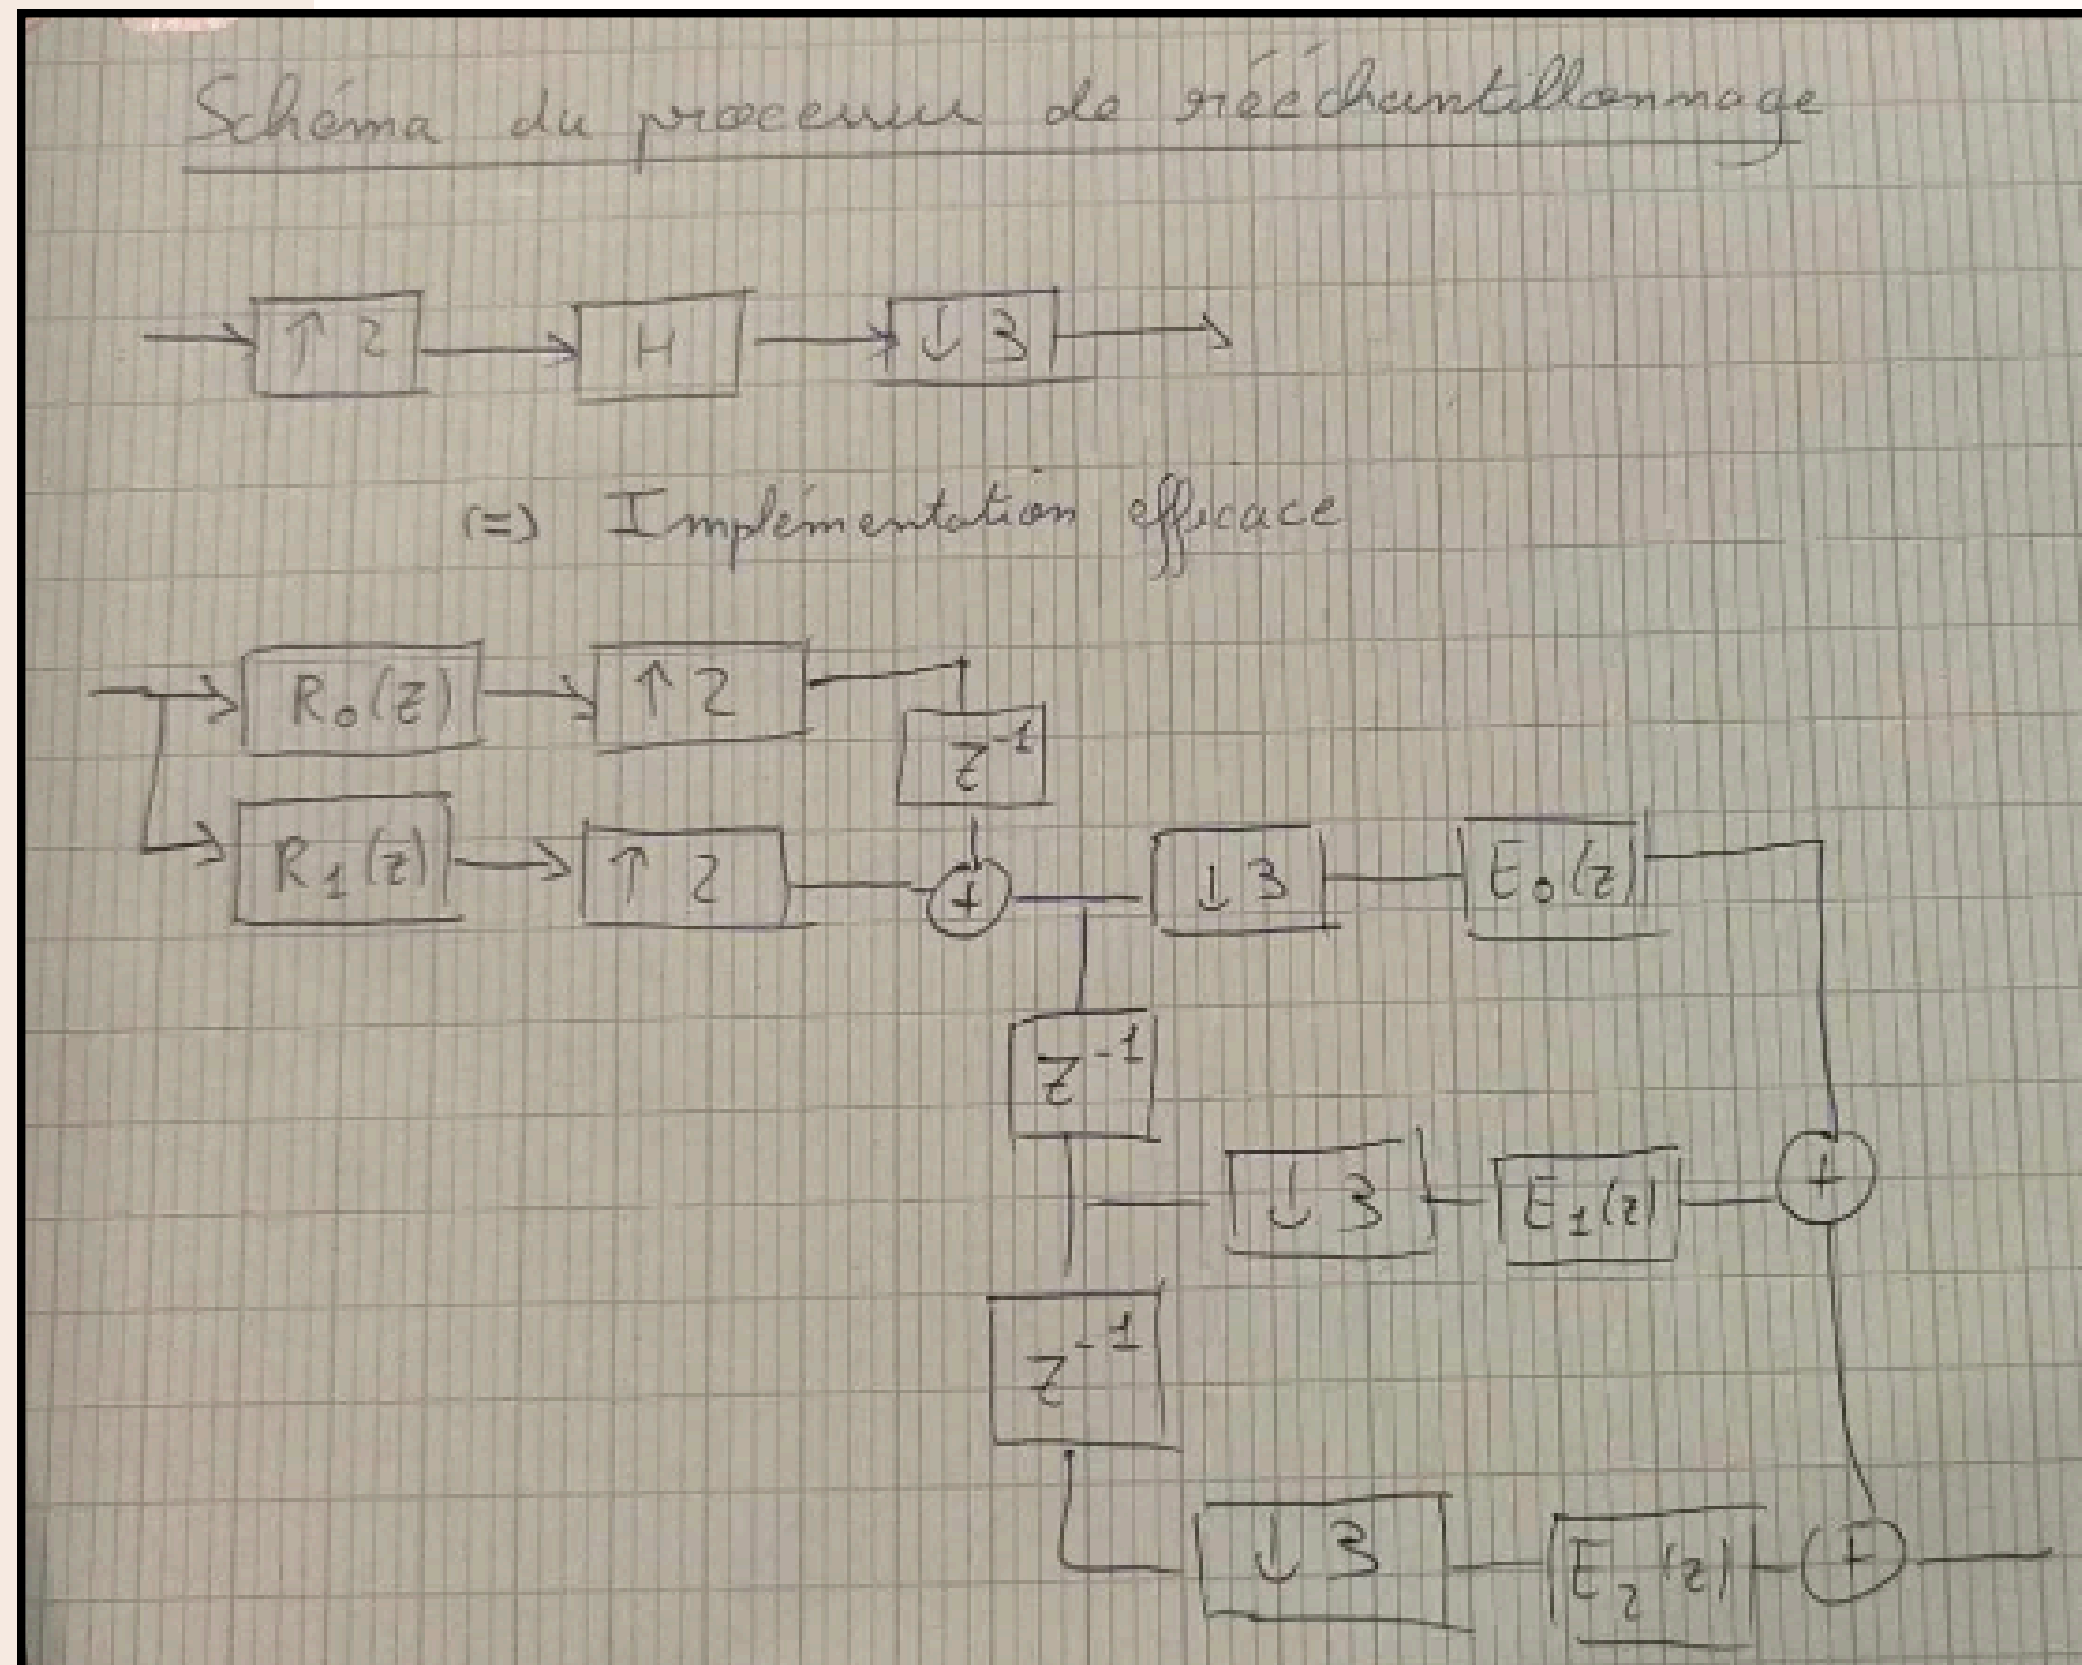 Schéma du processus de rééchantillonnage
↑ 2 H ↓ 3
(=) Implémentation efficace
R₀(z) ↑ 2
z⁻¹
R₁(z) ↑ 2 + ↓ 3 E₀(z)
z⁻¹
↓ 3 E₁(z) +
z⁻¹
↓ 3 E₂(z) +